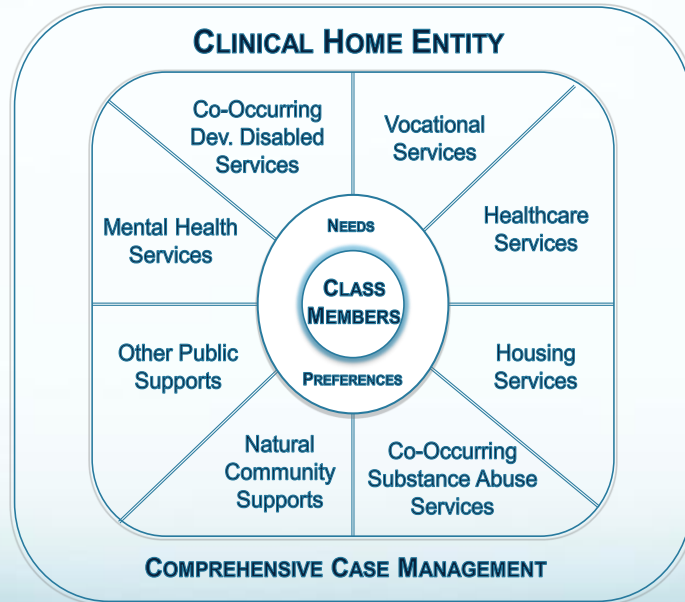 CLINICAL HOME ENTITY
Co-Occurring
Dev. Disabled
Services
Vocational
Services
Mental Health
Services
NEEDS
Healthcare
Services
CLASS
MEMBERS
Other Public
Supports
PREFERENCES
Housing
Services
Natural
Community
Supports
Co-Occurring
Substance Abuse
Services
COMPREHENSIVE CASE MANAGEMENT